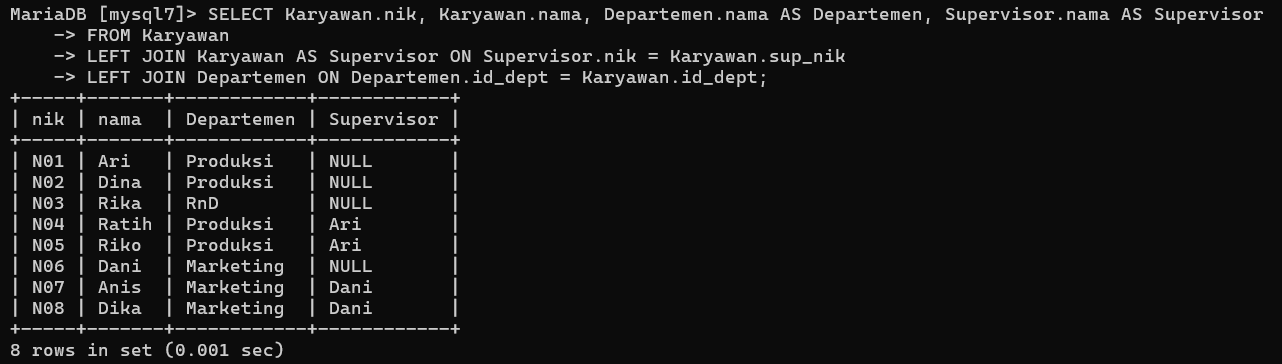 MariaDB [mysql7]> SELECT Karyawan.nik, Karyawan.nama, Departemen.nama AS Departemen, Supervisor.nama AS Supervisor
    -> FROM Karyawan
    -> LEFT JOIN Karyawan AS Supervisor ON Supervisor.nik = Karyawan.sup_nik
    -> LEFT JOIN Departemen ON Departemen.id_dept = Karyawan.id_dept;
+-----+-------+------------+------------+
| nik | nama  | Departemen | Supervisor |
+-----+-------+------------+------------+
| N01 | Ari   | Produksi   | NULL       |
| N02 | Dina  | Produksi   | NULL       |
| N03 | Rika  | RnD        | NULL       |
| N04 | Ratih | Produksi   | Ari        |
| N05 | Riko  | Produksi   | Ari        |
| N06 | Dani  | Marketing  | NULL       |
| N07 | Anis  | Marketing  | Dani       |
| N08 | Dika  | Marketing  | Dani       |
+-----+-------+------------+------------+
8 rows in set (0.001 sec)